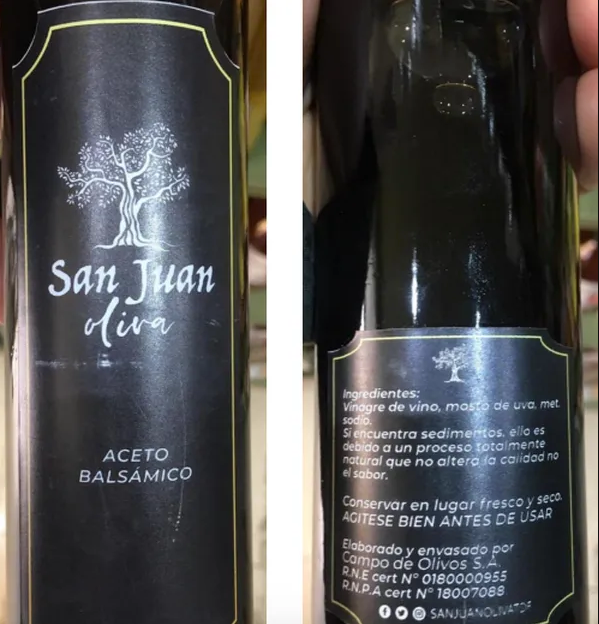 San Juan
oliva
ACETO
BALSÁMICO
Ingredientes:
Vinagre de vino, mosto de uva, met.
sodio.
Si encuentra sedimentos, ello es
debido a un proceso totalmente
natural que no altera la calidad no
el sabor.
Conservar en lugar fresco y seco.
AGITESE BIEN ANTES DE USAR
Elaborado y envasado por
Campo de Olivos S.A.
R.N.E cert N° 0180000955
R.N.P.A cert N° 18007088
SANJUANOLIVATDF